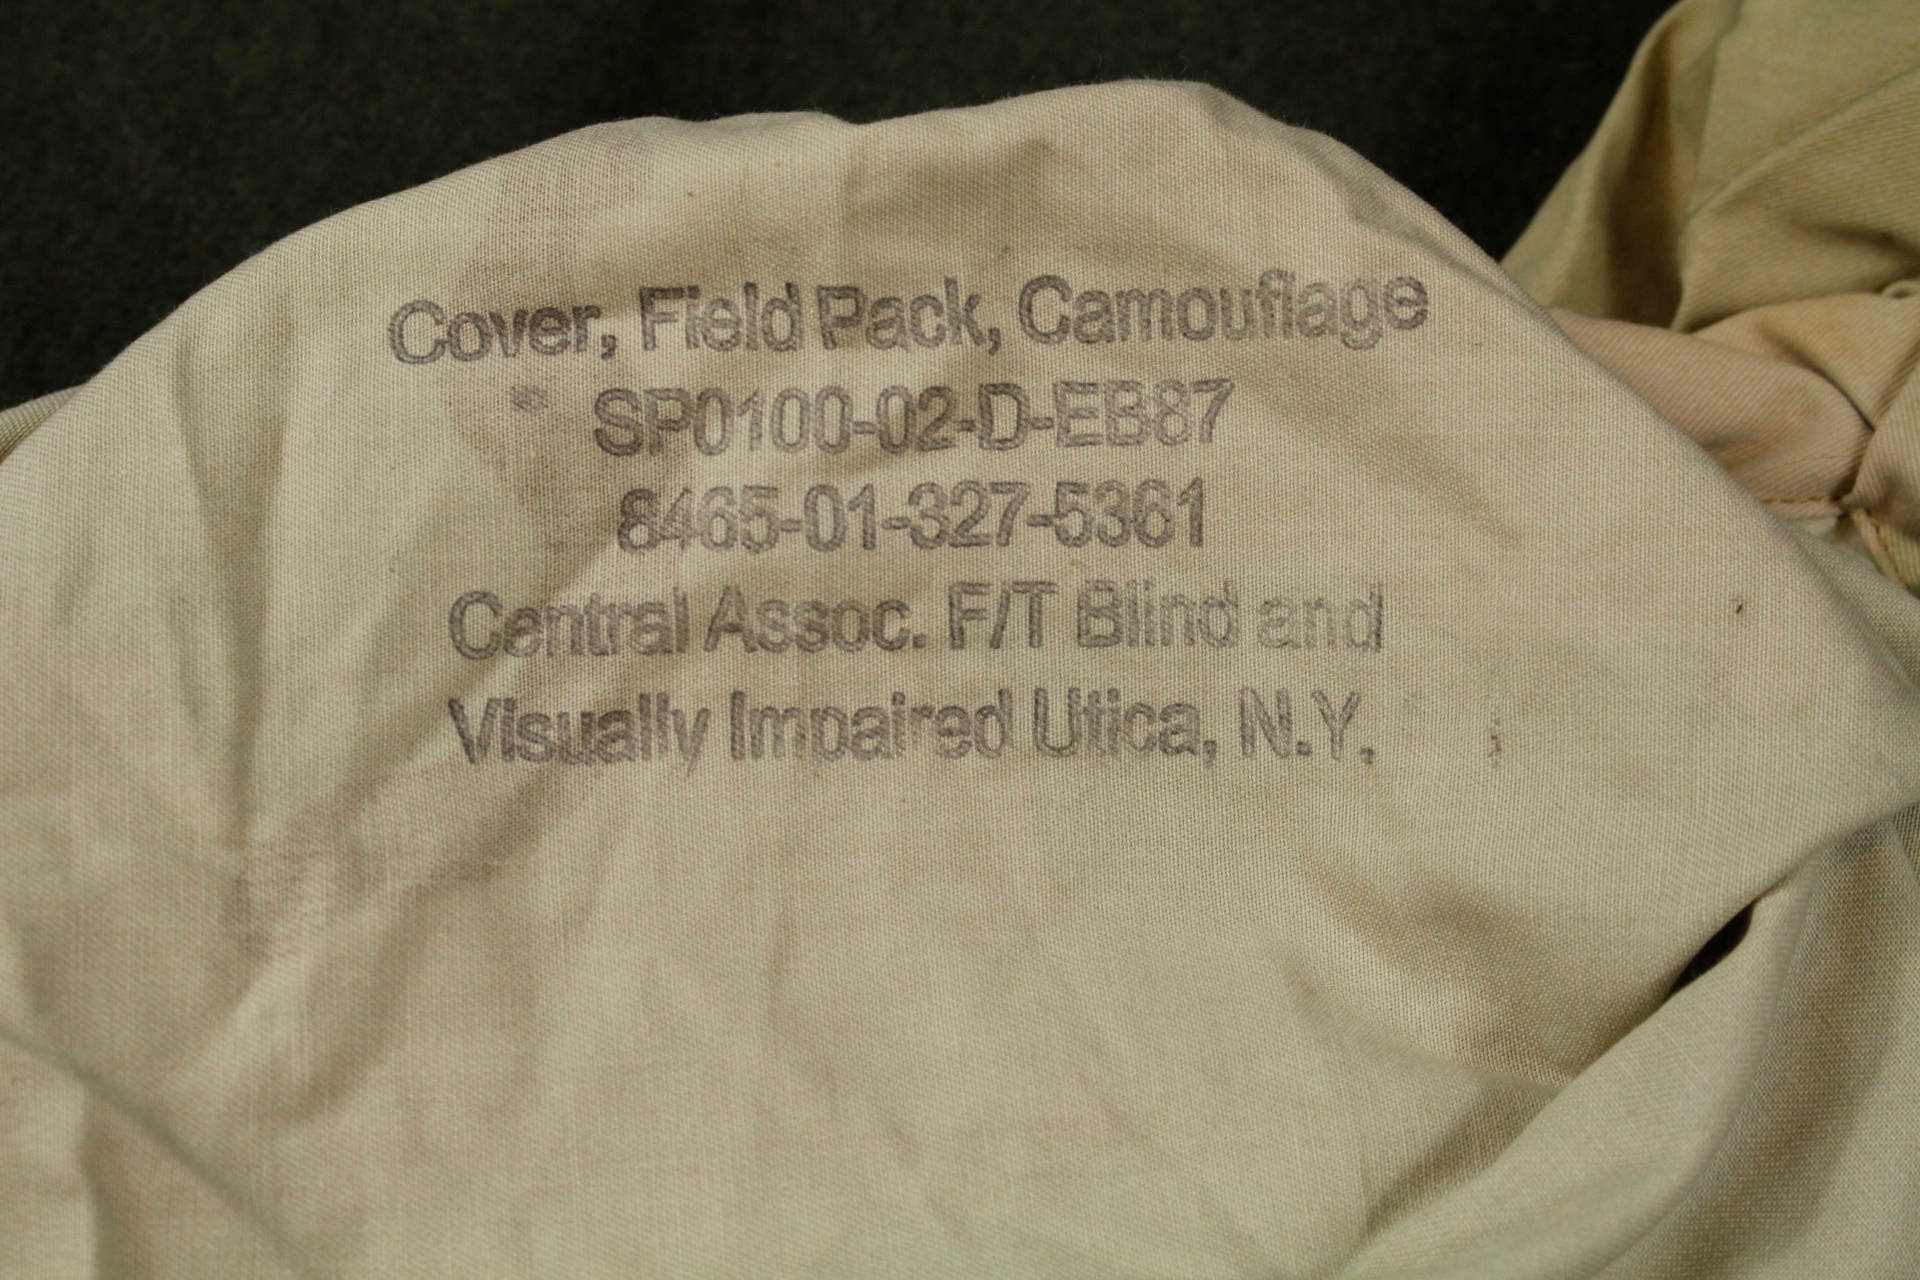 Cover, Field Pack, Camouflage
SP0100-02-D-EB87
8465-01-327-5361
Central Assoc. F/T Blind and
Visually Impaired Utica, N.Y.